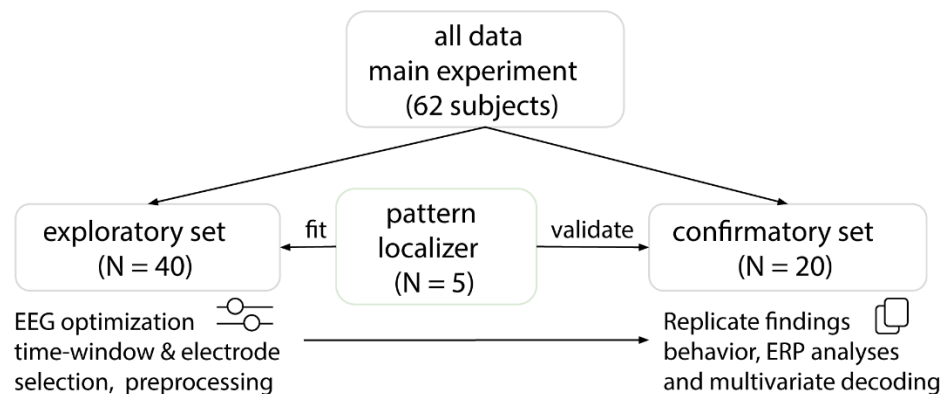 all data
main experiment
(62 subjects)
exploratory set
(N = 40)
fit
pattern
localizer
(N = 5)
validate
confirmatory set
(N = 20)
EEG optimization
time-window & electrode
selection, preprocessing
Replicate findings
behavior, ERP analyses
and multivariate decoding